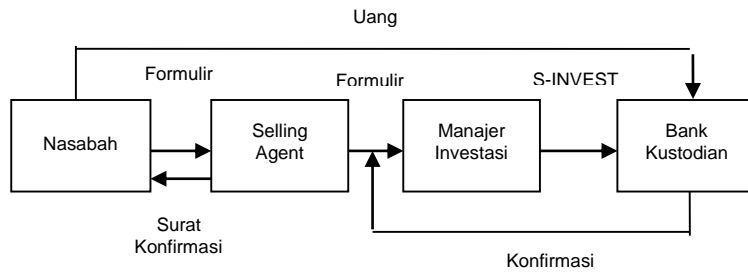 Uang
Formulir
Formulir
S-INVEST
Nasabah
Selling
Agent
Manajer
Investasi
Bank
Kustodian
Surat
Konfirmasi
Konfirmasi